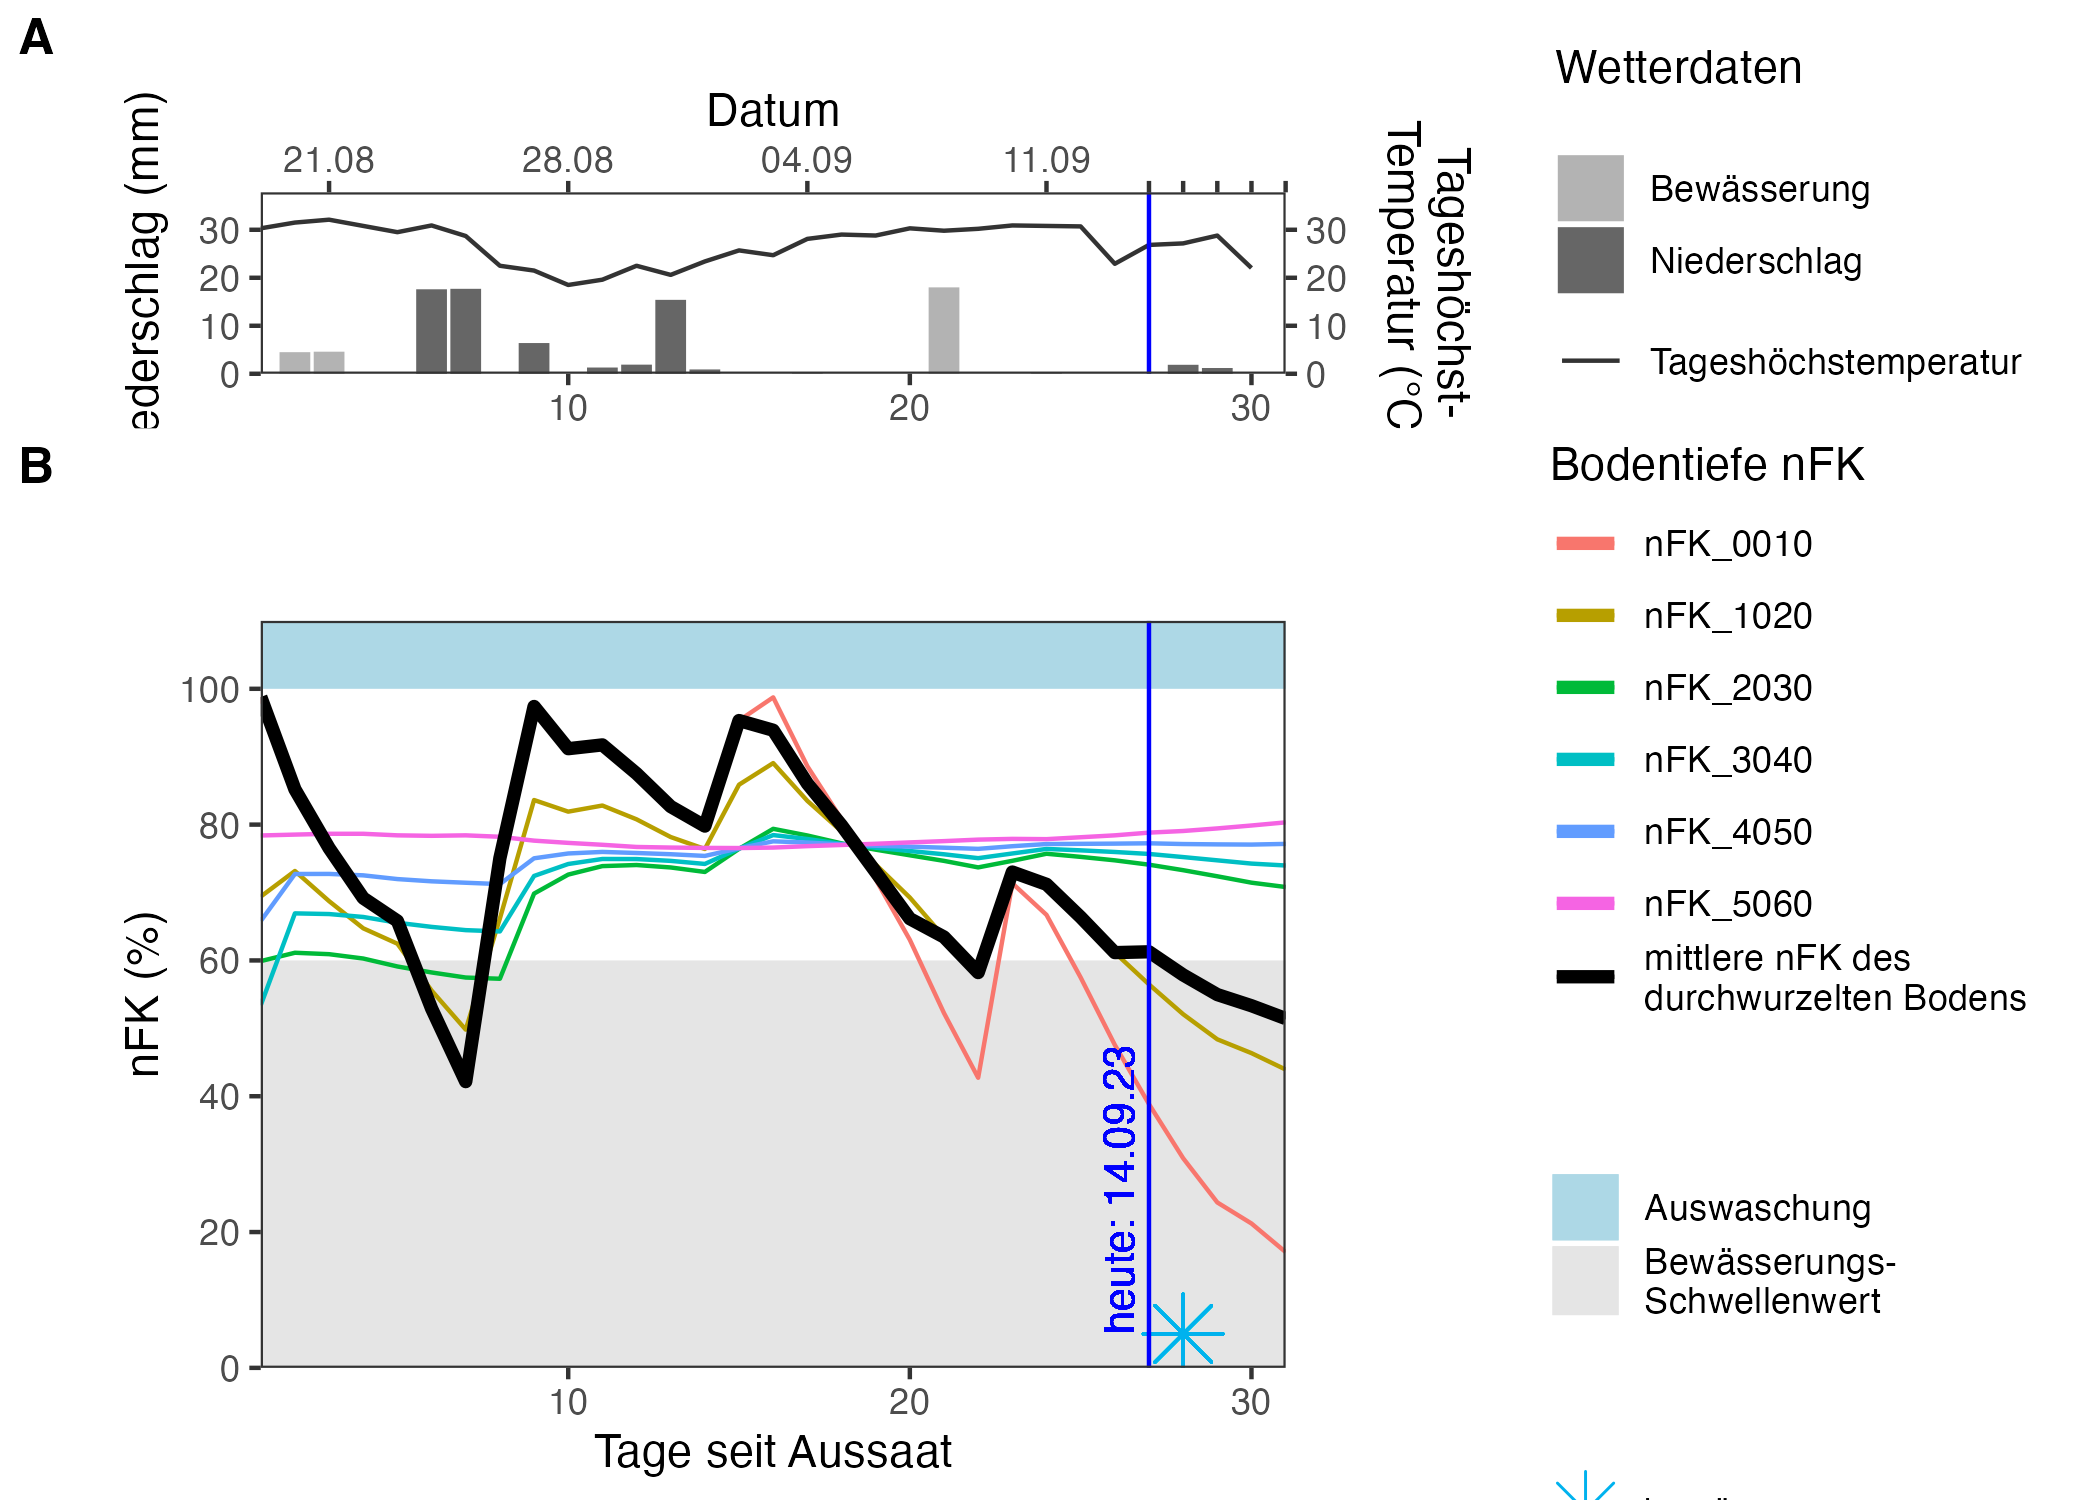 A
Datum
21.08 28.08 04.09 11.09
ederschlag (mm)
30
20
10
0
30
20
10
0
Tageshöchst-
Temperatur (°C
10 20 30
Wetterdaten
Bewässerung
Niederschlag
Tageshöchstemperatur
B
nFK (%)
100
80
60
40
20
0
heute: 14.09.23
10 20 30
Tage seit Aussaat
Bodentiefe nFK
nFK_0010
nFK_1020
nFK_2030
nFK_3040
nFK_4050
nFK_5060
mittlere nFK des
durchwurzelten Bodens
Auswaschung
Bewässerungs-
Schwellenwert